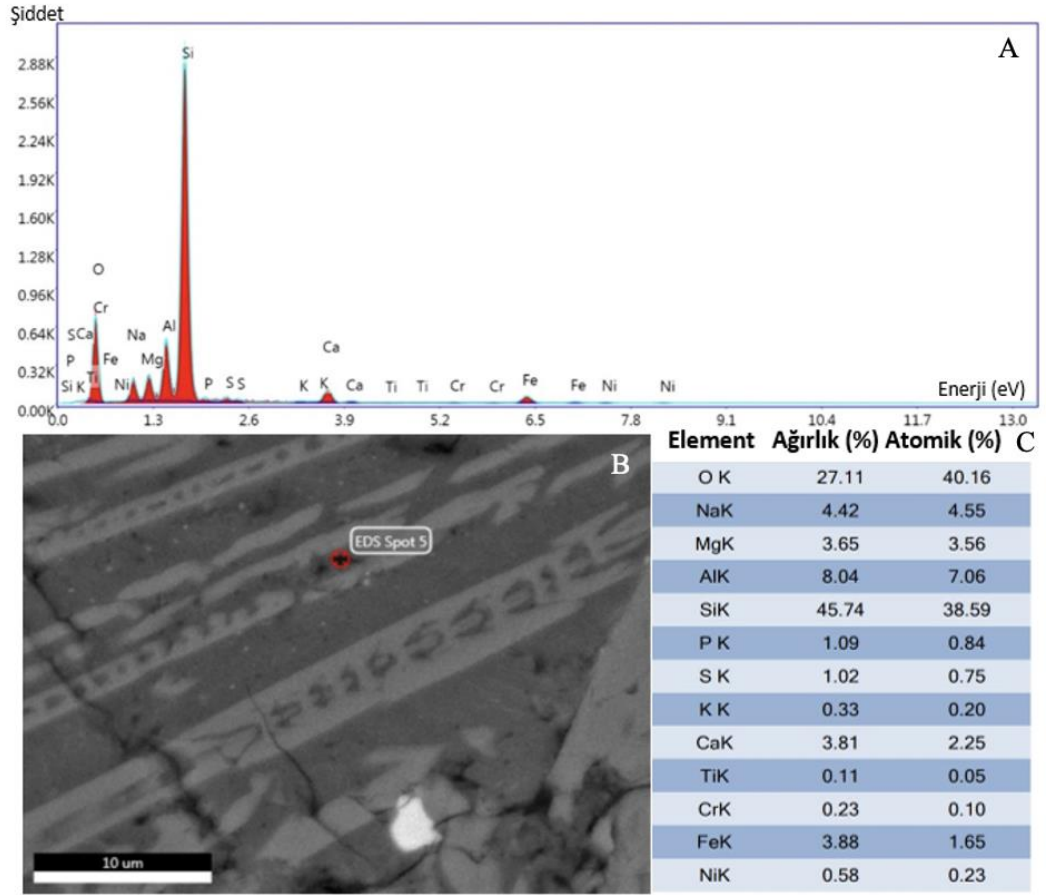 Şiddet
A
2.88K
2.56K
2.24K
1.92K
1.60K
1.28K
0.96K
0.64K
0.32K
0.00K
Si
O
Cr
S Ca
Na
Al
P
Fe
Mg
Ti
Si K
Ni
P
S S
K
K
Ca
Ca
Ti
Ti
Cr
Cr
Fe
Fe
Ni
Ni
Enerji (eV)
0.0 1.3 2.6 3.9 5.2 6.5 7.8 9.1 10.4 11.7 13.0
B
EDS Spot 5
10 um
C
Element Ağırlık (%) Atomik (%)
O K 27.11 40.16
NaK 4.42 4.55
MgK 3.65 3.56
AlK 8.04 7.06
SiK 45.74 38.59
P K 1.09 0.84
S K 1.02 0.75
K K 0.33 0.20
CaK 3.81 2.25
TiK 0.11 0.05
CrK 0.23 0.10
FeK 3.88 1.65
NiK 0.58 0.23